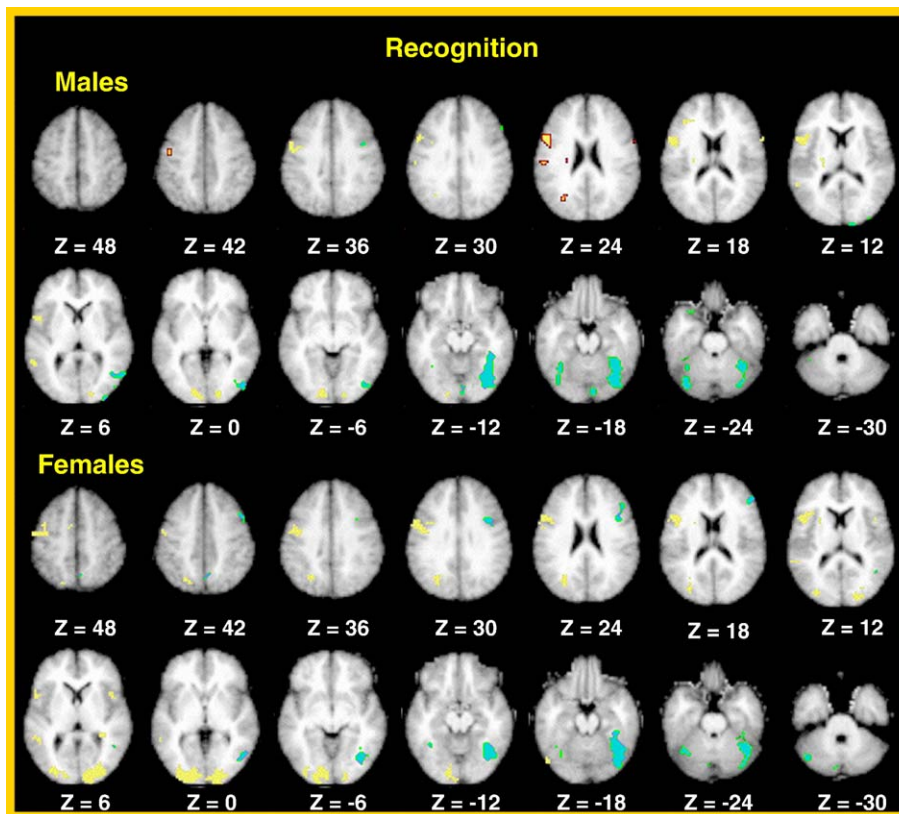 Recognition
Males
Z = 48 Z = 42 Z = 36 Z = 30 Z = 24 Z = 18 Z = 12
Z = 6 Z = 0 Z = -6 Z = -12 Z = -18 Z = -24 Z = -30
Females
Z = 48 Z = 42 Z = 36 Z = 30 Z = 24 Z = 18 Z = 12
Z = 6 Z = 0 Z = -6 Z = -12 Z = -18 Z = -24 Z = -30